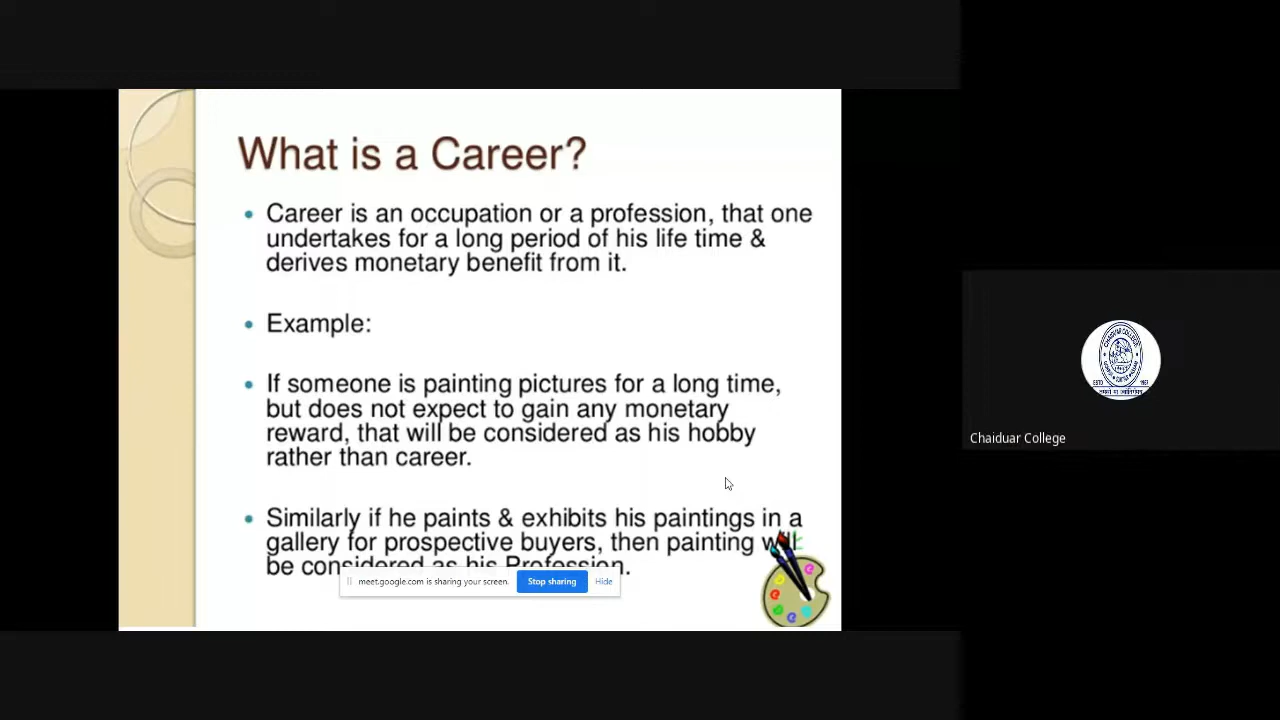 What is a Career?
• Career is an occupation or a profession, that one
undertakes for a long period of his life time &
derives monetary benefit from it.
• Example:
• If someone is painting pictures for a long time,
but does not expect to gain any monetary
reward, that will be considered as his hobby
rather than career.
• Similarly if he paints & exhibits his paintings in a
gallery for prospective buyers, then painting will
be considered as his Profession.
meet.google.com is sharing your screen.
Stop sharing
Hide
CHAIDUAR COLLEGE
ESTD
Chaiduar College